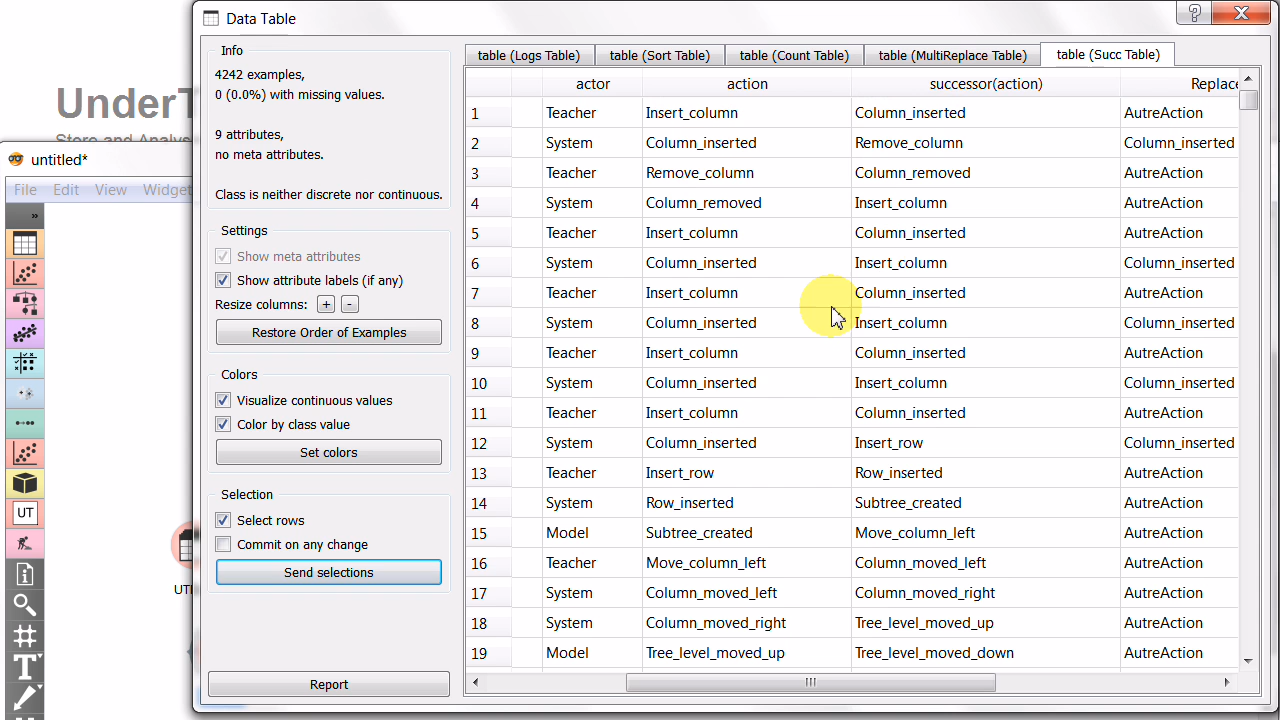 Data Table
UnderT
Store and Analys
untitled*
File Edit View Widget
UT
UTI
Info
4242 examples,
0 (0.0%) with missing values.
9 attributes,
no meta attributes.
Class is neither discrete nor continuous.
Settings
Show meta attributes
Show attribute labels (if any)
Resize columns: + -
Restore Order of Examples
Colors
Visualize continuous values
Color by class value
Set colors
Selection
Select rows
Commit on any change
Send selections
Report
table (Logs Table) table (Sort Table) table (Count Table) table (MultiReplace Table) table (Succ Table)
actor action successor(action) Replace
1 Teacher Insert_column Column_inserted AutreAction
2 System Column_inserted Remove_column Column_inserted
3 Teacher Remove_column Column_removed AutreAction
4 System Column_removed Insert_column AutreAction
5 Teacher Insert_column Column_inserted AutreAction
6 System Column_inserted Insert_column Column_inserted
7 Teacher Insert_column Column_inserted AutreAction
8 System Column_inserted Insert_column Column_inserted
9 Teacher Insert_column Column_inserted AutreAction
10 System Column_inserted Insert_column Column_inserted
11 Teacher Insert_column Column_inserted AutreAction
12 System Column_inserted Insert_row Column_inserted
13 Teacher Insert_row Row_inserted AutreAction
14 System Row_inserted Subtree_created AutreAction
15 Model Subtree_created Move_column_left AutreAction
16 Teacher Move_column_left Column_moved_left AutreAction
17 System Column_moved_left Column_moved_right AutreAction
18 System Column_moved_right Tree_level_moved_up AutreAction
19 Model Tree_level_moved_up Tree_level_moved_down AutreAction